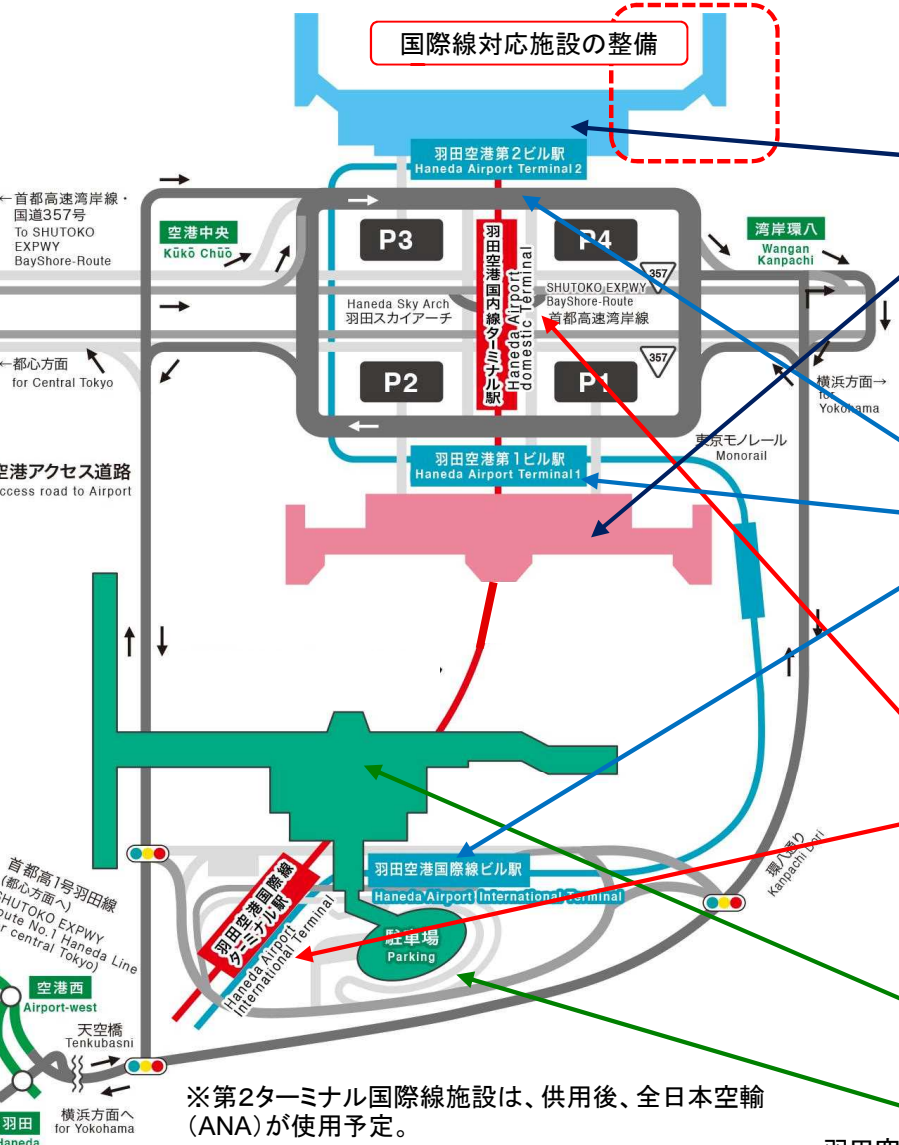 国際線対応施設の整備
羽田空港第2ビル駅
Haneda Airport Terminal2
←首都高速湾岸線・
国道357号
To SHUTOKO
EXPWY
BayShore-Route
空港中央
Kūkō Chūō
P3
P4
湾岸環八
Wangan
Kanpachi
羽田空港国内線ターミナル駅
Haneda Airport
domestic Terminal
357
Haneda Sky Arch
羽田スカイアーチ
SHUTOKO EXPWY
BayShore-Route
首都高速湾岸線
←都心方面
for Central Tokyo
P2
P1
357
横浜方面→
for
Yokohama
東京モノレール
Monorail
羽田空港第1ビル駅
Haneda Airport Terminal1
空港アクセス道路
ccess road to Airport
首都高1号羽田線
(都心方面へ)
SHUTOKO EXPWY
oute No.1 Haneda Line
r central Tokyo)
羽田空港国際線
ターミナル駅
Haneda Airport
International Terminal
羽田空港国際線ビル駅
Haneda Airport International Terminal
駐車場
Parking
環八通り
Kanpachi Dori
空港西
Airport-west
天空橋
Tenkubasni
羽田
Haneda
横浜方面へ
for Yokohama
※第2ターミナル国際線施設は、供用後、全日本空輸
(ANA)が使用予定。